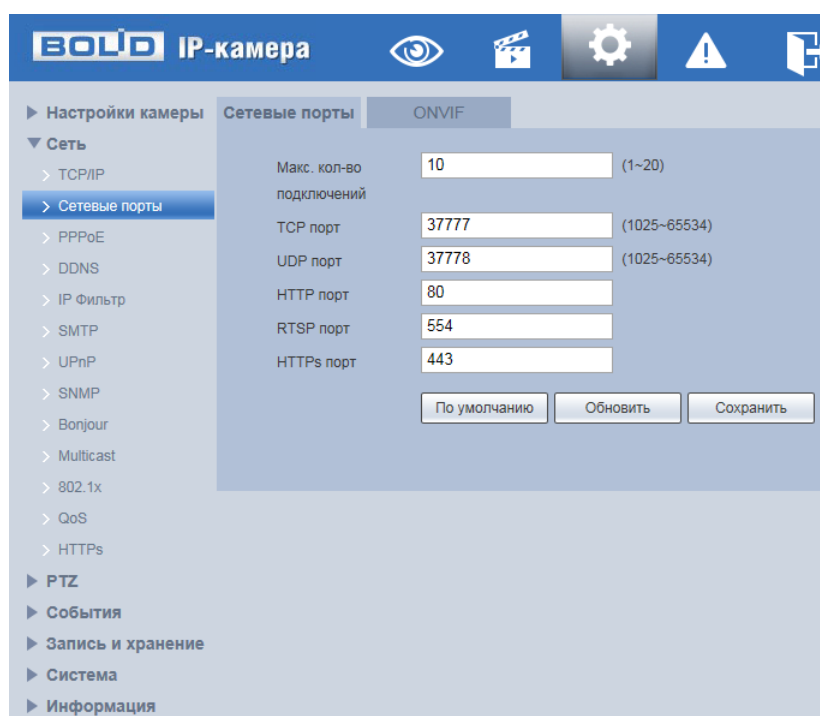 BOLID IP-камера
Настройки камеры
Сеть
TCP/IP
Сетевые порты
PPPoE
DDNS
IP Фильтр
SMTP
UPnP
SNMP
Bonjour
Multicast
802.1x
QoS
HTTPs
PTZ
События
Запись и хранение
Система
Информация
Сетевые порты ONVIF
Макс. кол-во 10 (1~20)
подключений
TCP порт 37777 (1025~65534)
UDP порт 37778 (1025~65534)
HTTP порт 80
RTSP порт 554
HTTPs порт 443
По умолчанию Обновить Сохранить